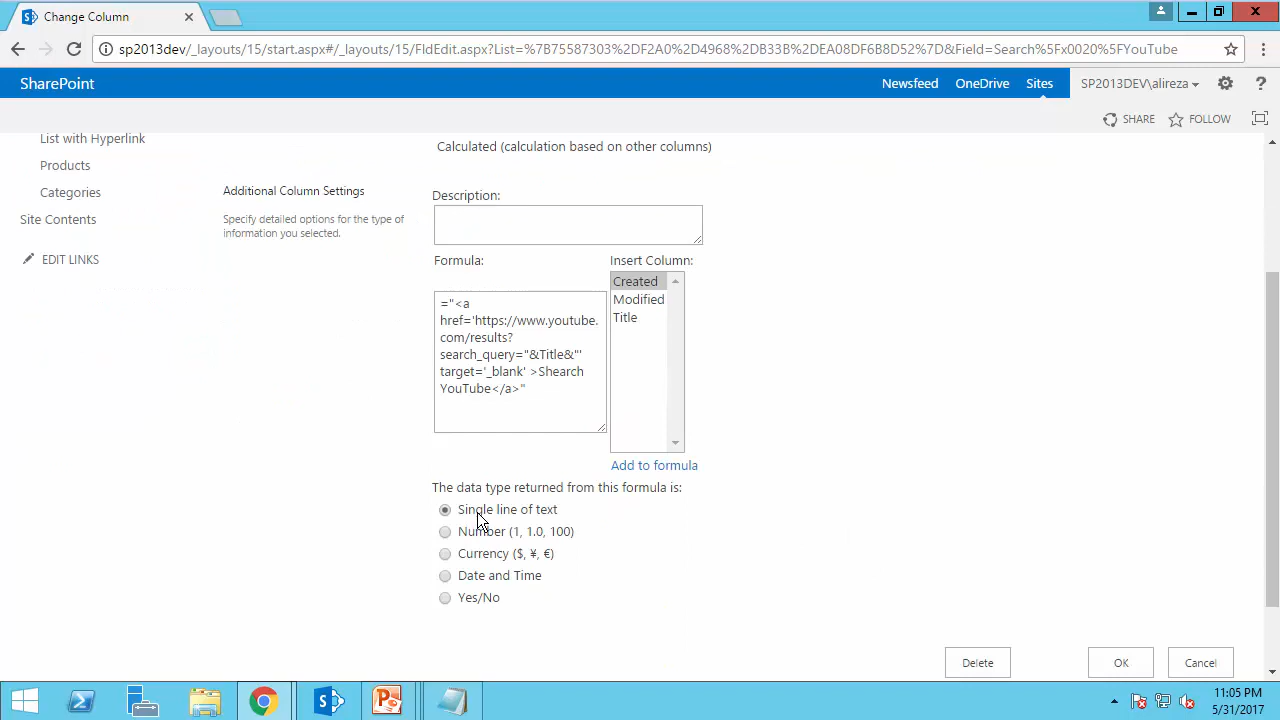 Change Column
sp2013dev/_layouts/15/start.aspx#/_layouts/15/FldEdit.aspx?List=%7B75587303%2DF2A0%2D4968%2DB33B%2DEA08DF6B8D52%7D&Field=Search%5Fx0020%5FYouTube
SharePoint
Newsfeed OneDrive Sites SP2013DEV\alireza
SHARE FOLLOW
List with Hyperlink
Products
Categories
Site Contents
EDIT LINKS
Calculated (calculation based on other columns)
Additional Column Settings
Specify detailed options for the type of
information you selected.
Description:
Formula:
Insert Column:
="<a
href='https://www.youtube.
com/results?
search_query="&Title&"'
target='_blank' >Shearch
YouTube</a>"
Created
Modified
Title
Add to formula
The data type returned from this formula is:
Single line of text
Number (1, 1.0, 100)
Currency ($, ¥, €)
Date and Time
Yes/No
Delete OK Cancel
11:05 PM
5/31/2017